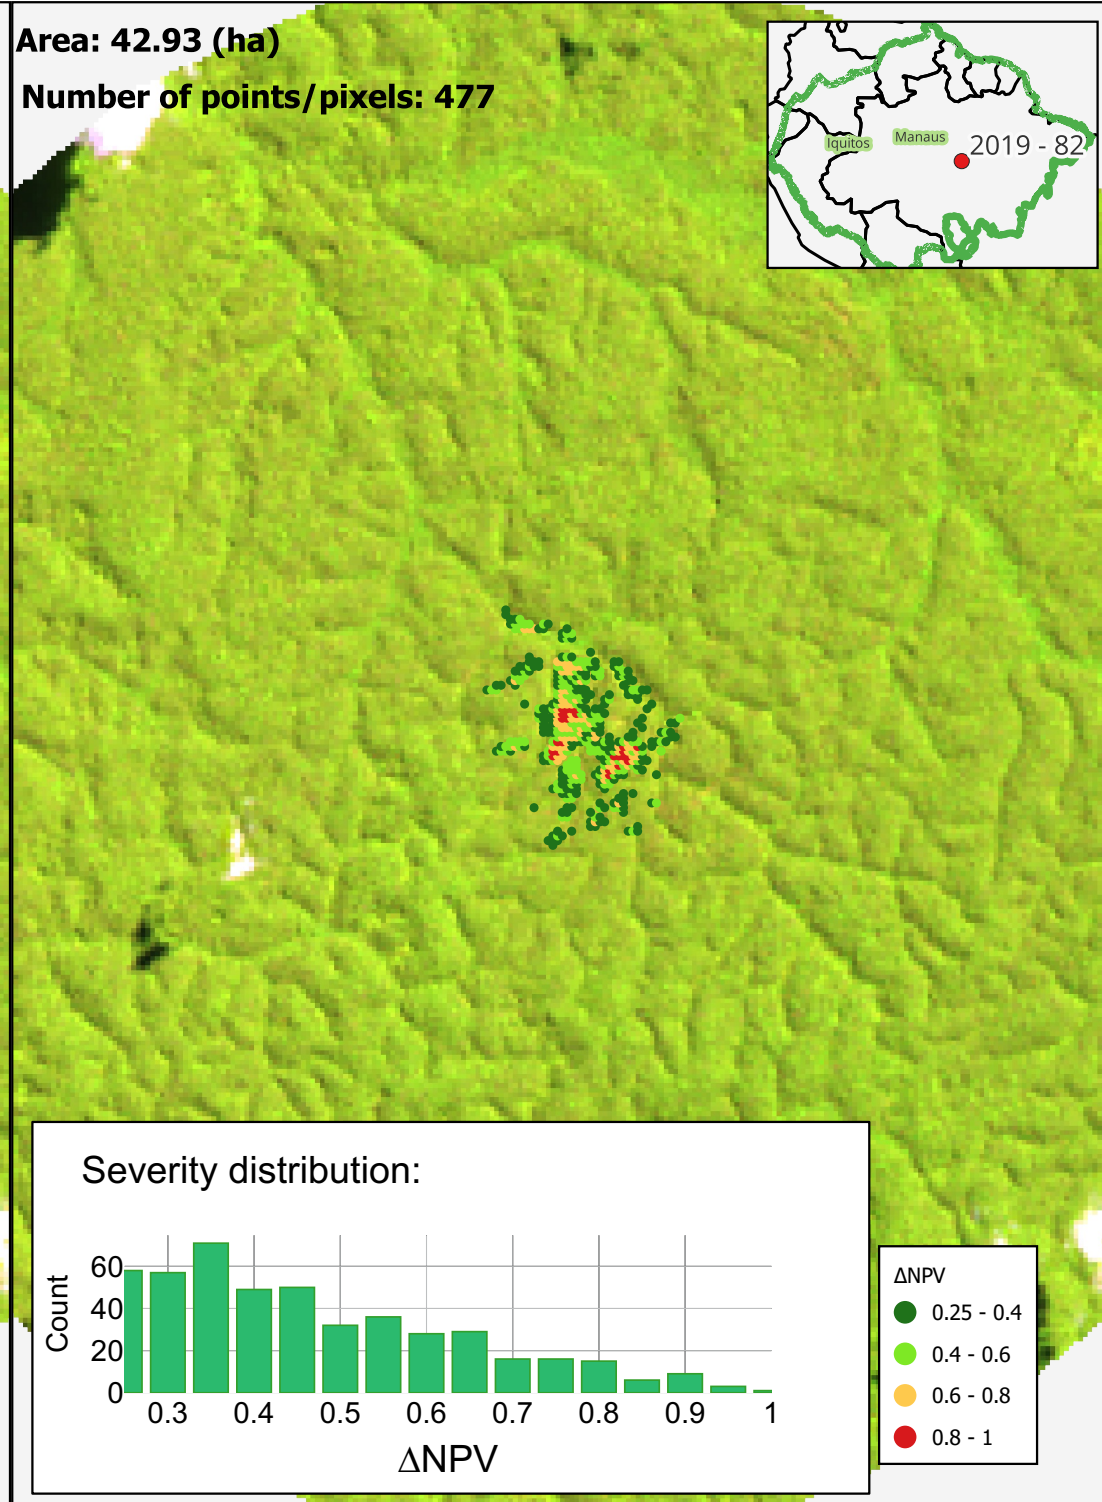 Area: 42.93 (ha)
Number of points/pixels: 477
Iquitos
Manaus
2019 - 82
Severity distribution:
Count
60
40
20
0
0.3 0.4 0.5 0.6 0.7 0.8 0.9 1
ΔNPV
ΔNPV
0.25 - 0.4
0.4 - 0.6
0.6 - 0.8
0.8 - 1